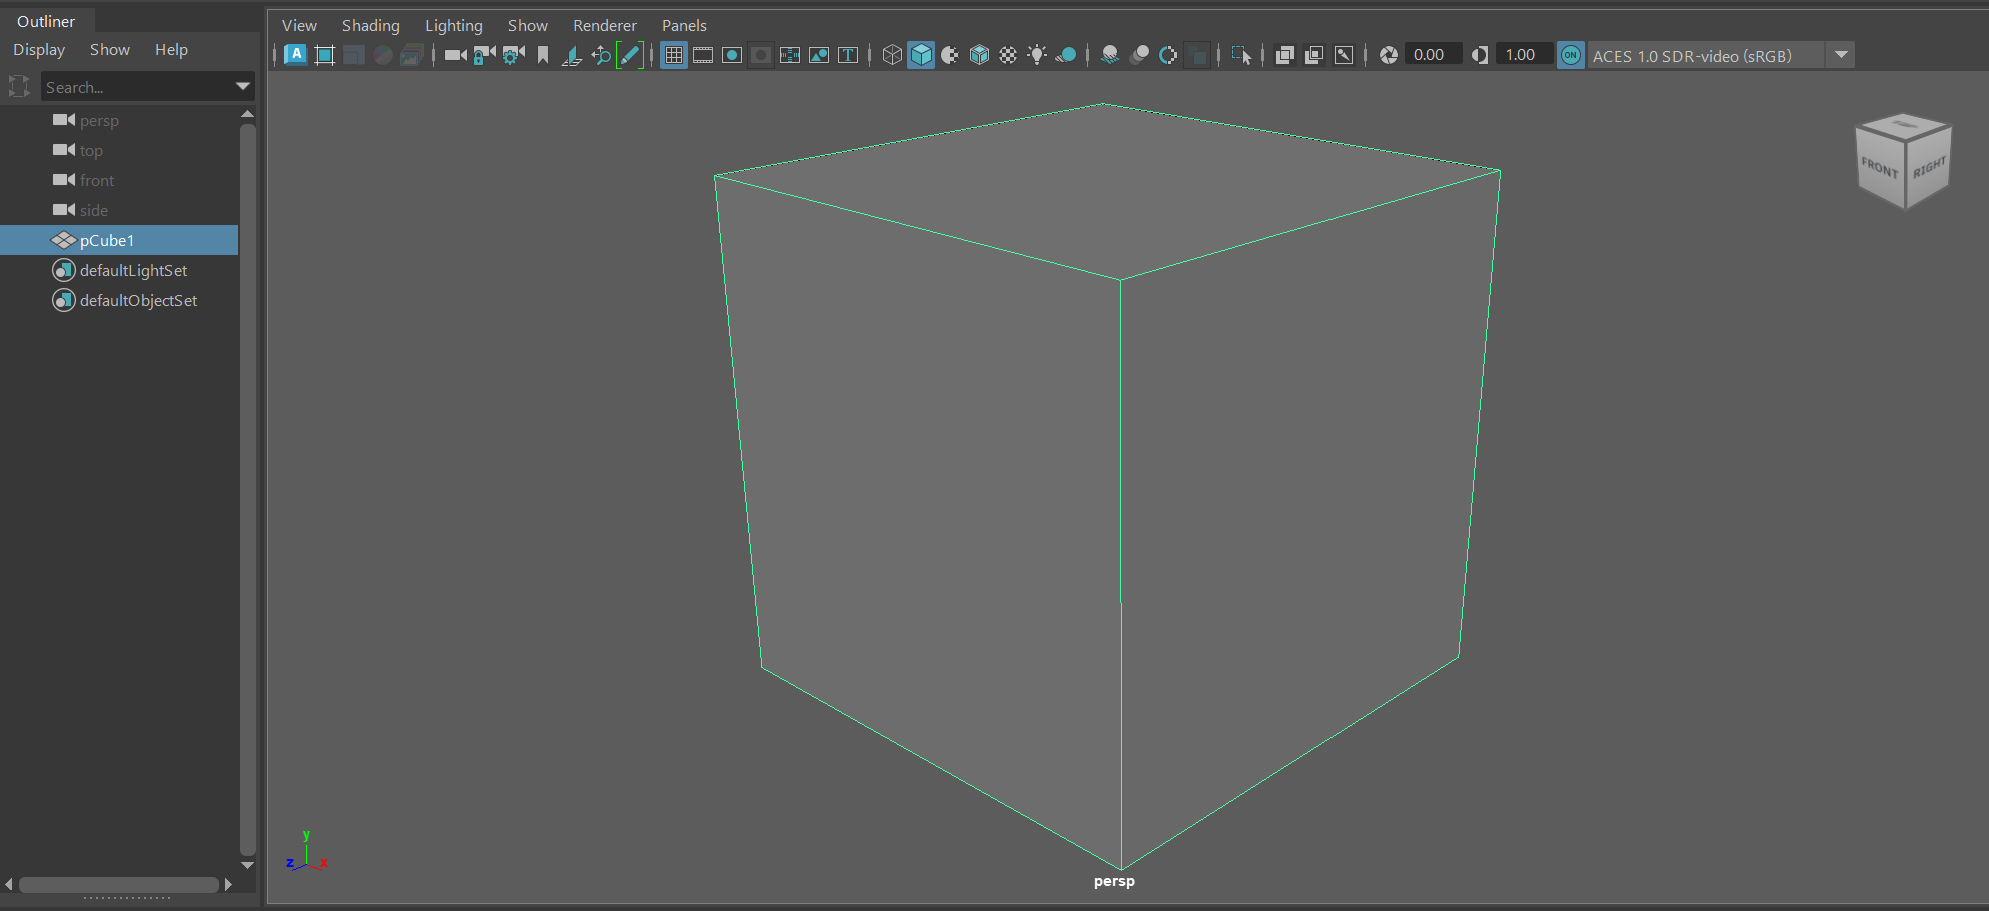 Outliner
Display Show Help
Search...
persp
top
front
side
pCube1
defaultLightSet
defaultObjectSet
View Shading Lighting Show Renderer Panels
A T 0.00 1.00 ON ACES 1.0 SDR-video (sRGB)
FRONT RIGHT
y
z x
persp